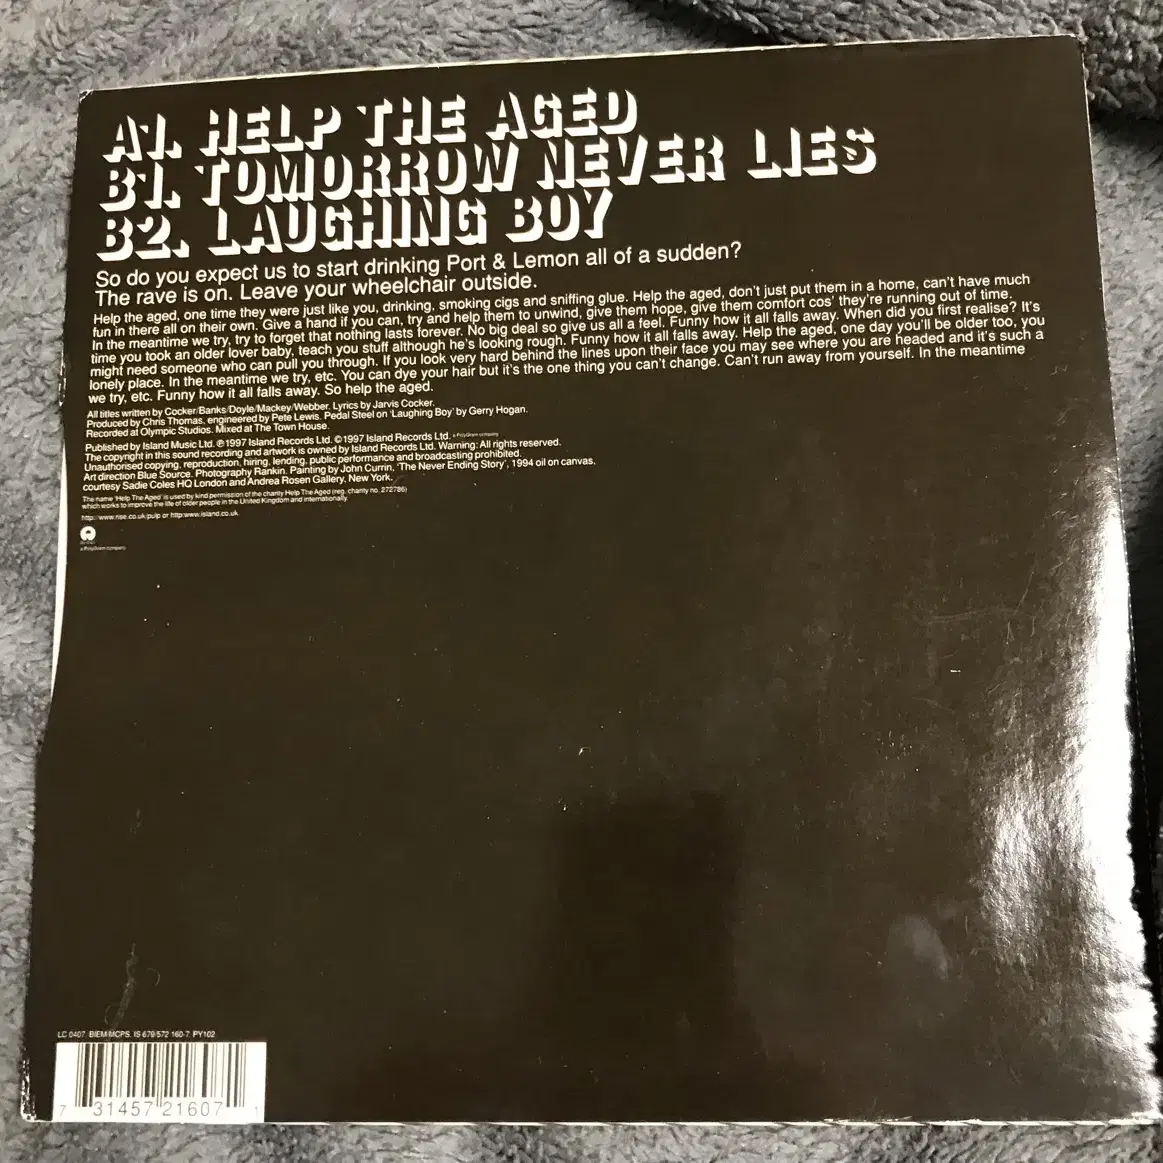 A1. HELP THE AGED
B1. TOMORROW NEVER LIES
B2. LAUGHING BOY
So do you expect us to start drinking Port & Lemon all of a sudden?
The rave is on. Leave your wheelchair outside.
Help the aged, one time they were just like you, drinking, smoking cigs and sniffing glue. Help the aged, don't just put them in a home, can't have much
fun in there all on their own. Give a hand if you can, try and help them to unwind, give them hope, give them comfort cos' they're running out of time.
In the meantime we try, try to forget that nothing lasts forever. No big deal so give us all a feel. Funny how it all falls away. When did you first realise? It's
time you took an older lover baby, teach you stuff although he's looking rough. Funny how it all falls away. Help the aged, one day you'll be older too, you
might need someone who can pull you through. If you look very hard behind the lines upon their face you may see where you are headed and it's such a
lonely place. In the meantime we try, etc. You can dye your hair but it's the one thing you can't change. Can't run away from yourself. In the meantime
we try, etc. Funny how it all falls away. So help the aged.
All titles written by Cocker/Banks/Doyle/Mackey/Webber. Lyrics by Jarvis Cocker.
Produced by Chris Thomas, engineered by Pete Lewis. Pedal Steel on 'Laughing Boy' by Gerry Hogan.
Recorded at Olympic Studios. Mixed at The Town House.
Published by Island Music Ltd. ℗1997 Island Records Ltd. ©1997 Island Records Ltd. a PolyGram company
The copyright in this sound recording and artwork is owned by Island Records Ltd. Warning: All rights reserved.
Unauthorised copying, reproduction, hiring, lending, public performance and broadcasting prohibited.
Art direction Blue Source. Photography Rankin. Painting by John Currin, 'The Never Ending Story', 1994 oil on canvas.
courtesy Sadie Coles HQ London and Andrea Rosen Gallery, New York.
The name 'Help The Aged' is used by kind permission of the charity Help The Aged (reg. charity no. 272786)
which works to improve the life of older people in the United Kingdom and internationally.
http://www.rise.co.uk/pulp or http:www.island.co.uk
a PolyGram company
LC 0407. BIEM/MCPS. IS 679/572 160-7. PY102
7 31457 21607 1